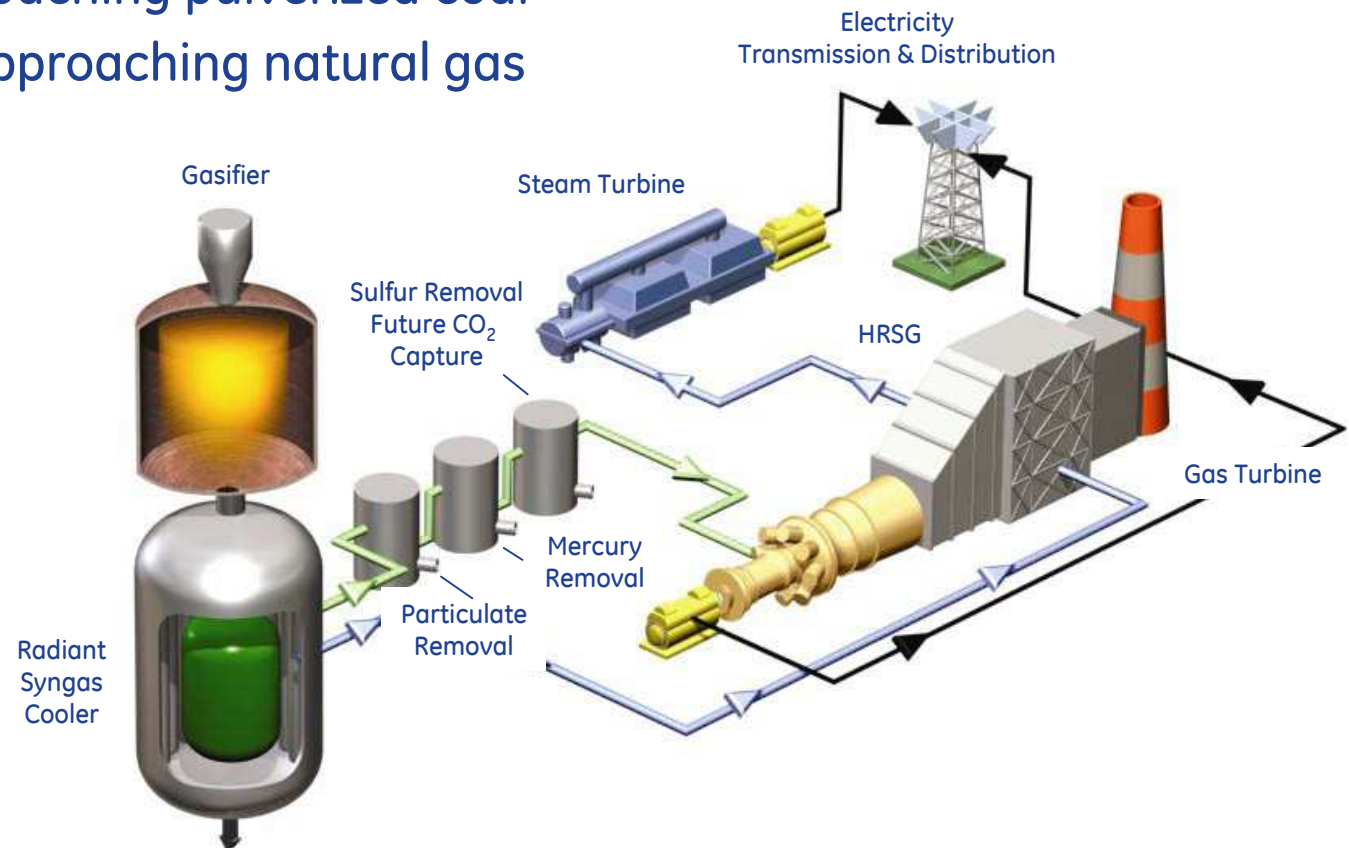 pproaching natural gas
Electricity
Transmission & Distribution
Gasifier
Steam Turbine
Sulfur Removal
Future CO₂
Capture
HRSG
Gas Turbine
Mercury
Removal
Particulate
Removal
Radiant
Syngas
Cooler